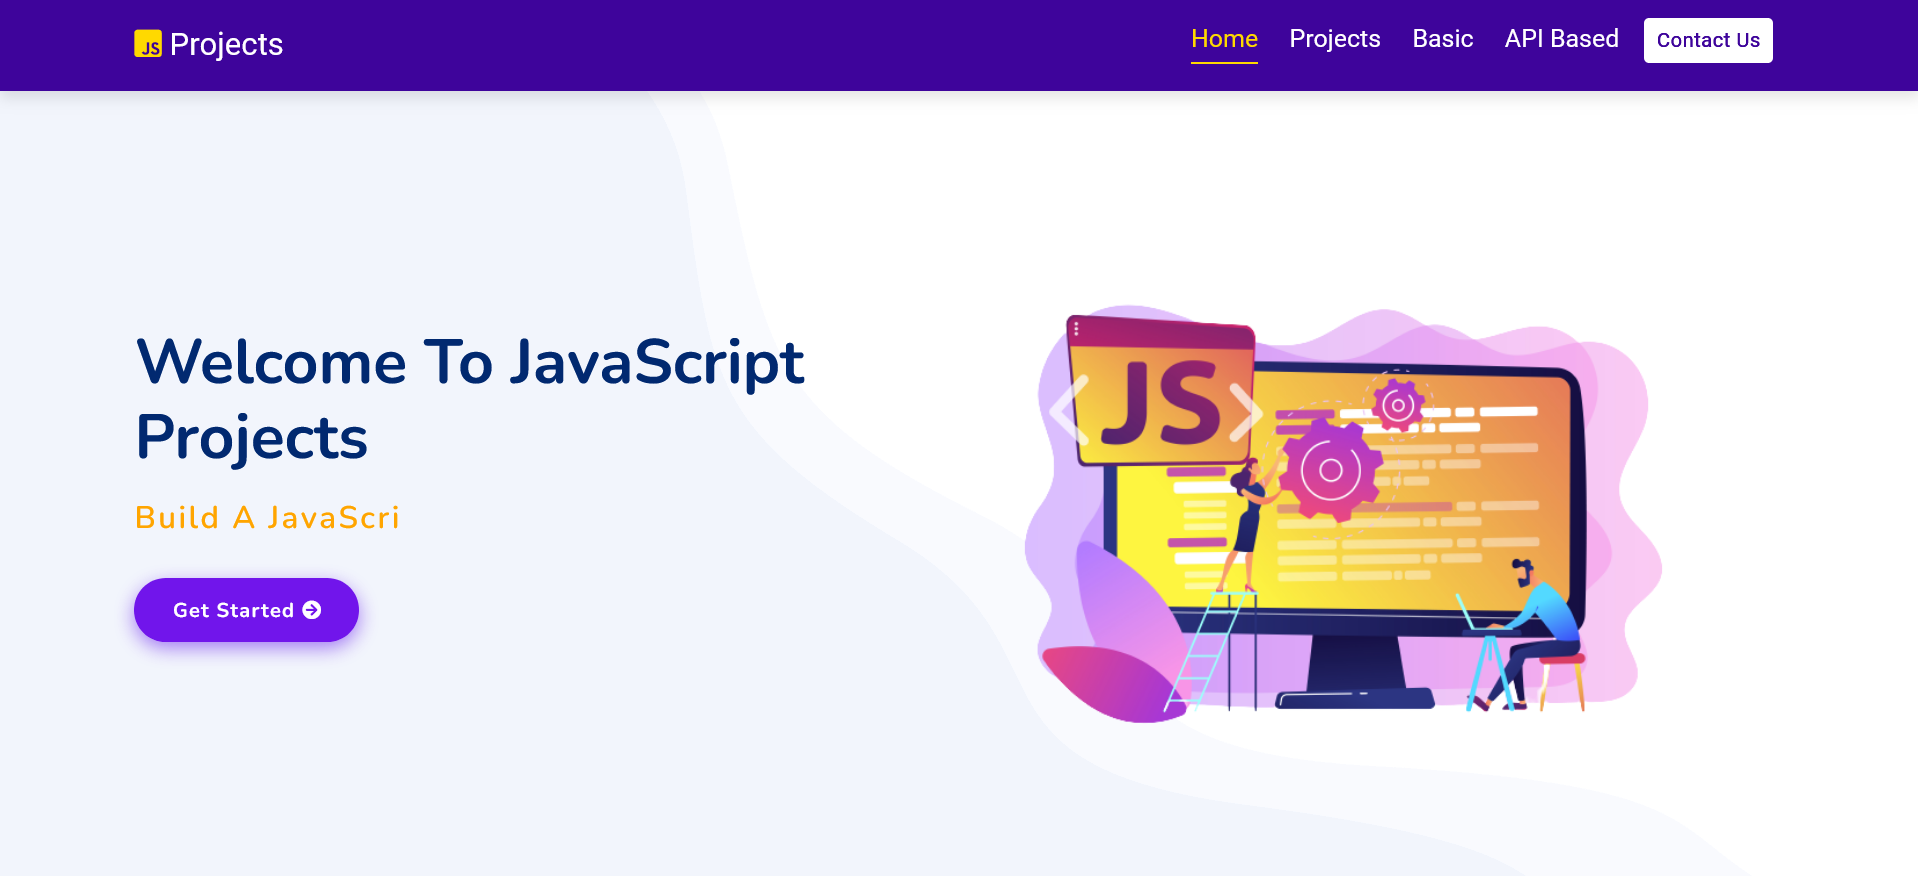 JS Projects
Home Projects Basic API Based Contact Us
Welcome To JavaScript
Projects
Build A JavaScri
Get Started
JS